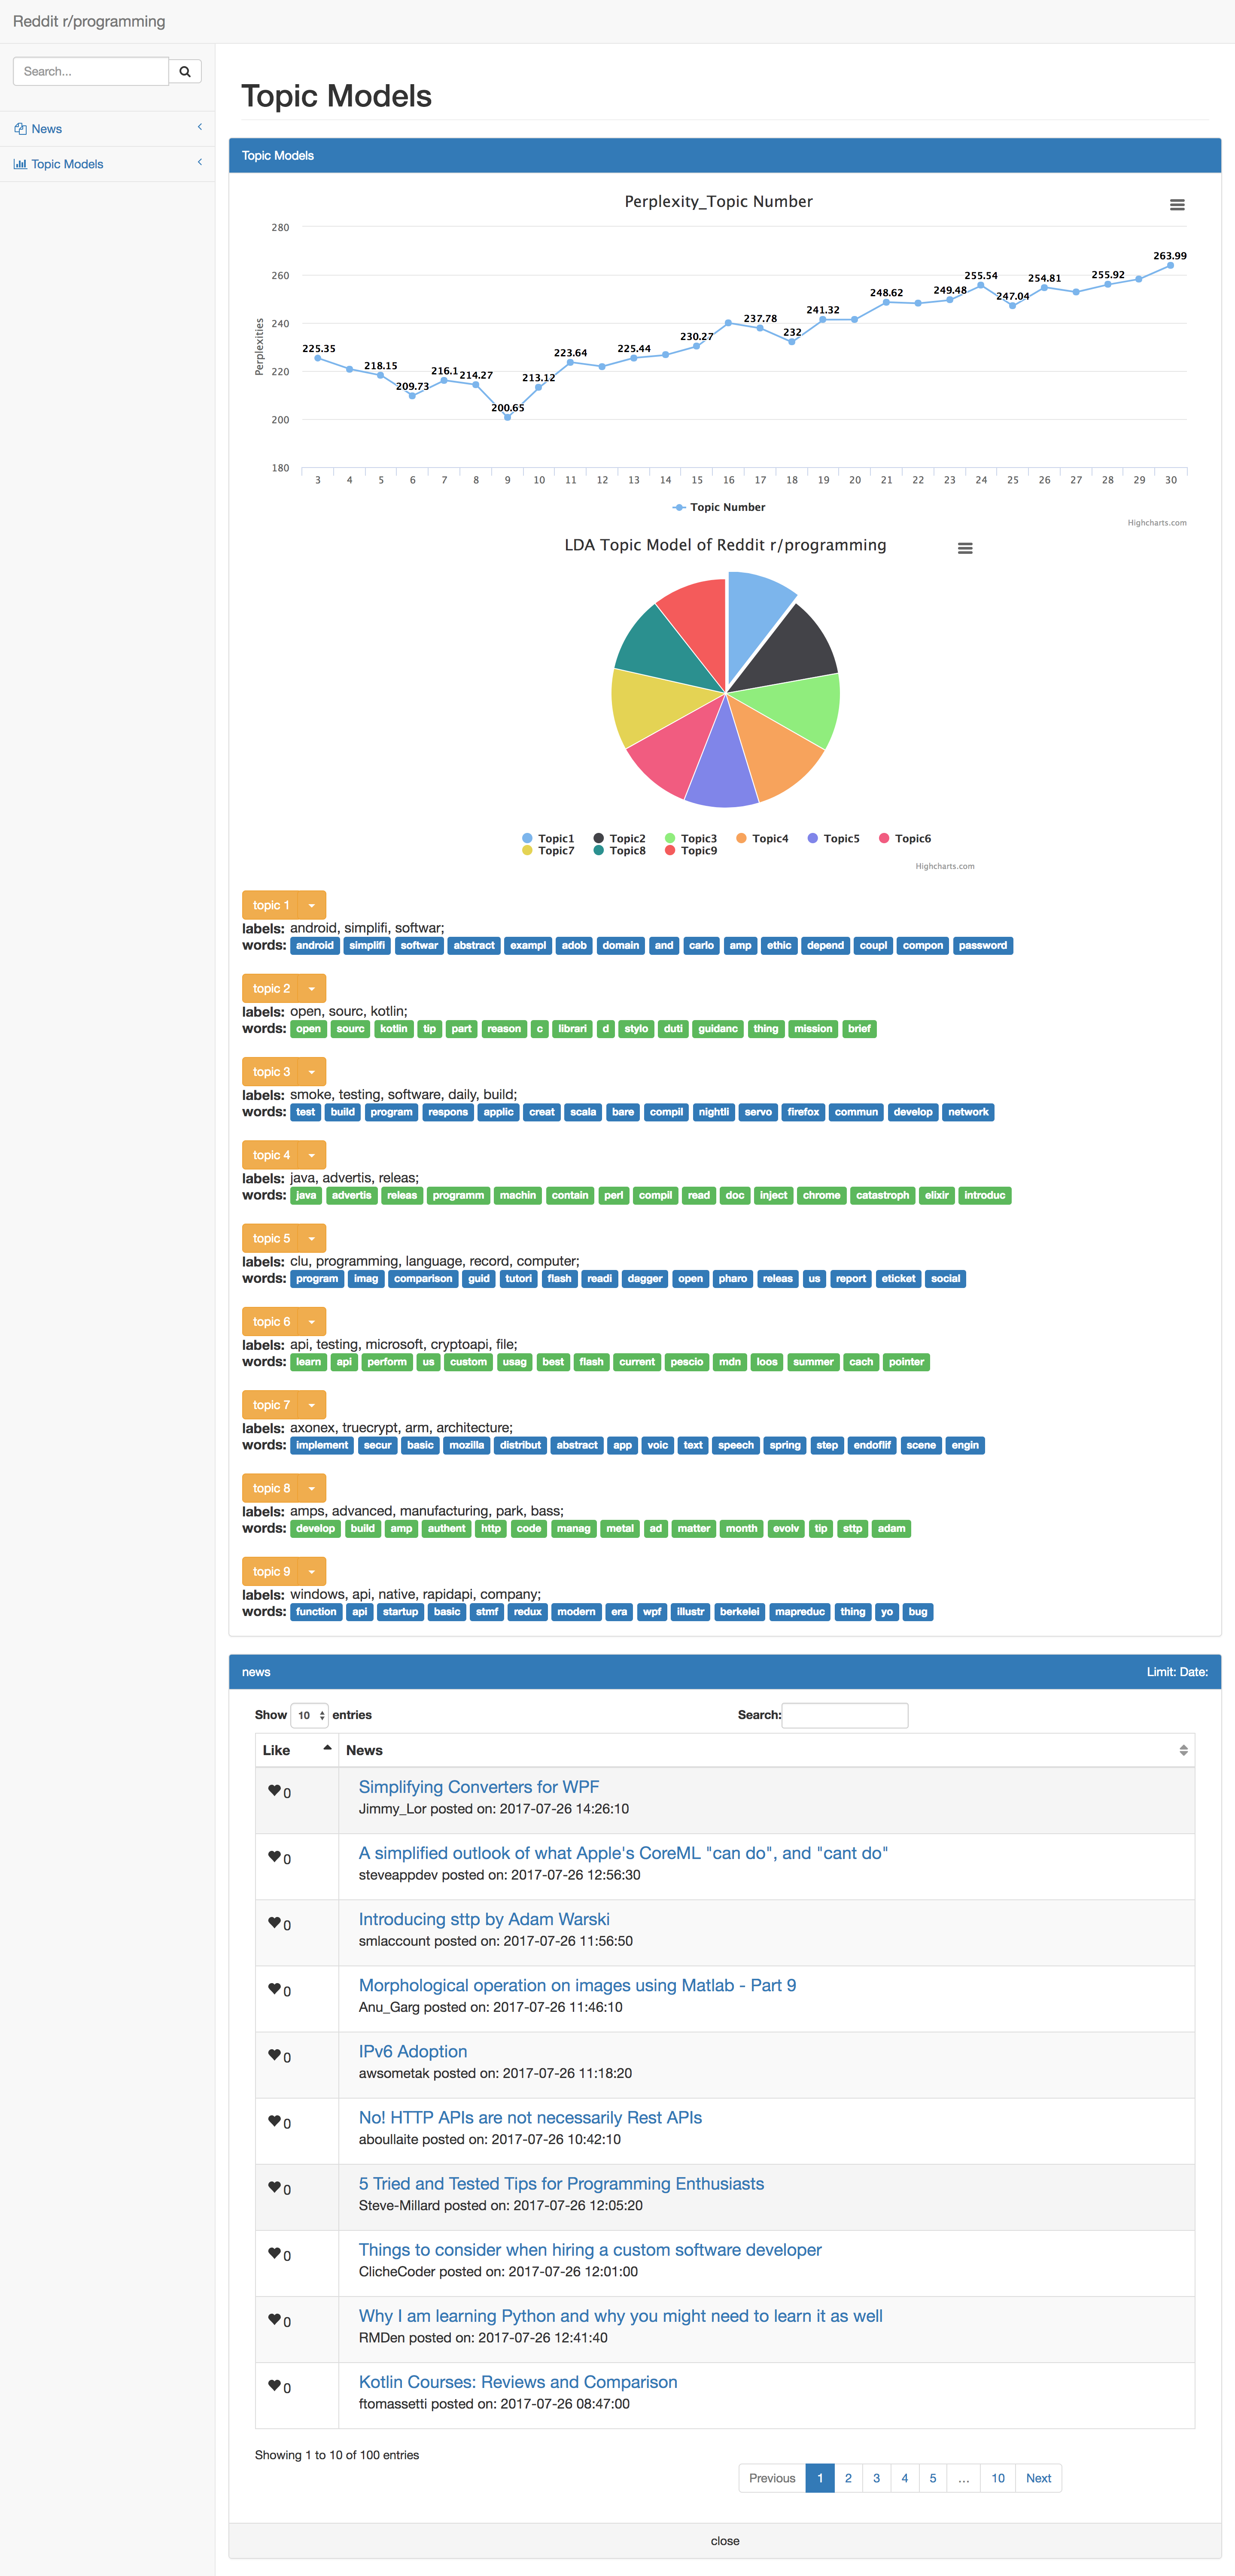 Reddit r/programming
Search...
News
Topic Models
Topic Models
Topic Models
Perplexity_Topic Number
Perplexities
280
260
240
220
200
180
225.35
218.15
209.73
216.1
214.27
200.65
213.12
223.64
225.44
230.27
237.78
232
241.32
248.62
249.48
255.54
247.04
254.81
255.92
263.99
3 4 5 6 7 8 9 10 11 12 13 14 15 16 17 18 19 20 21 22 23 24 25 26 27 28 29 30
Topic Number
Highcharts.com
LDA Topic Model of Reddit r/programming
Topic1 Topic2 Topic3 Topic4 Topic5 Topic6
Topic7 Topic8 Topic9
Highcharts.com
topic 1
labels: android, simplifi, softwar;
words: android simplifi softwar abstract exampl adob domain and carlo amp ethic depend coupl compon password
topic 2
labels: open, sourc, kotlin;
words: open sourc kotlin tip part reason c librari d stylo duti guidanc thing mission brief
topic 3
labels: smoke, testing, software, daily, build;
words: test build program respons applic creat scala bare compil nightli servo firefox commun develop network
topic 4
labels: java, advertis, releas;
words: java advertis releas programm machin contain perl compil read doc inject chrome catastroph elixir introduc
topic 5
labels: clu, programming, language, record, computer;
words: program imag comparison guid tutori flash readi dagger open pharo releas us report eticket social
topic 6
labels: api, testing, microsoft, cryptoapi, file;
words: learn api perform us custom usag best flash current pescio mdn loos summer cach pointer
topic 7
labels: axonex, truecrypt, arm, architecture;
words: implement secur basic mozilla distribut abstract app voic text speech spring step endoflif scene engin
topic 8
labels: amps, advanced, manufacturing, park, bass;
words: develop build amp authent http code manag metal ad matter month evolv tip sttp adam
topic 9
labels: windows, api, native, rapidapi, company;
words: function api startup basic stmf redux modern era wpf illustr berkelei mapreduc thing yo bug
news Limit: Date:
Show 10 entries Search:
Like News
0 Simplifying Converters for WPF
Jimmy_Lor posted on: 2017-07-26 14:26:10
0 A simplified outlook of what Apple's CoreML "can do", and "cant do"
steveappdev posted on: 2017-07-26 12:56:30
0 Introducing sttp by Adam Warski
smlaccount posted on: 2017-07-26 11:56:50
0 Morphological operation on images using Matlab - Part 9
Anu_Garg posted on: 2017-07-26 11:46:10
0 IPv6 Adoption
awsometak posted on: 2017-07-26 11:18:20
0 No! HTTP APIs are not necessarily Rest APIs
aboullaite posted on: 2017-07-26 10:42:10
0 5 Tried and Tested Tips for Programming Enthusiasts
Steve-Millard posted on: 2017-07-26 12:05:20
0 Things to consider when hiring a custom software developer
ClicheCoder posted on: 2017-07-26 12:01:00
0 Why I am learning Python and why you might need to learn it as well
RMDen posted on: 2017-07-26 12:41:40
0 Kotlin Courses: Reviews and Comparison
ftomassetti posted on: 2017-07-26 08:47:00
Showing 1 to 10 of 100 entries
Previous 1 2 3 4 5 … 10 Next
close